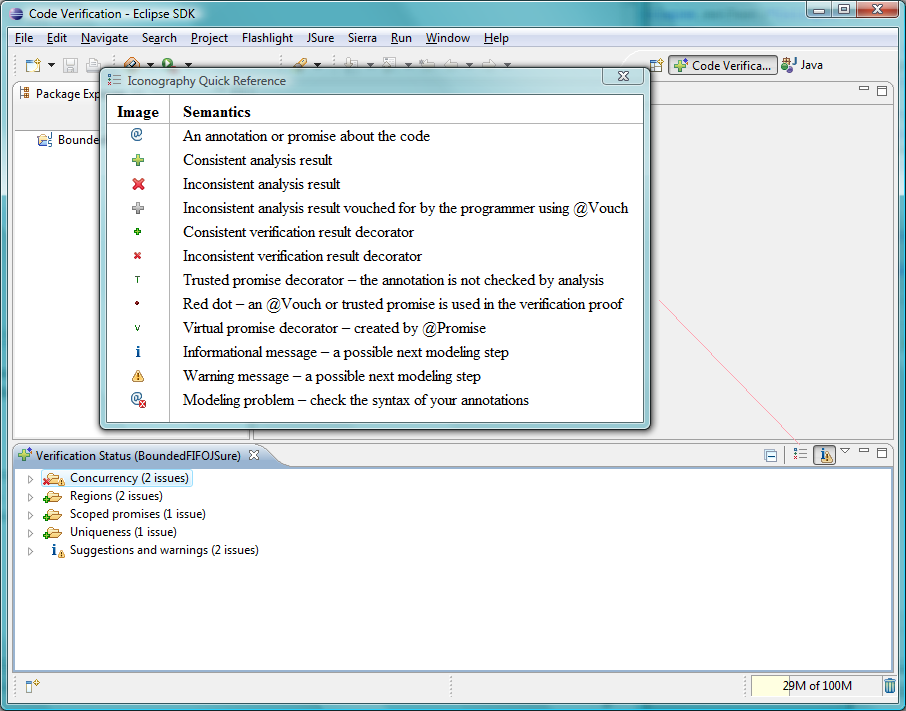 Code Verification - Eclipse SDK
File Edit Navigate Search Project Flashlight JSure Sierra Run Window Help
Code Verifica... Java
Iconography Quick Reference
Package Exp
Image Semantics
@ An annotation or promise about the code
Consistent analysis result
Inconsistent analysis result
Inconsistent analysis result vouched for by the programmer using @Vouch
Consistent verification result decorator
Inconsistent verification result decorator
T Trusted promise decorator – the annotation is not checked by analysis
Red dot – an @Vouch or trusted promise is used in the verification proof
V Virtual promise decorator – created by @Promise
i Informational message – a possible next modeling step
Warning message – a possible next modeling step
@ Modeling problem – check the syntax of your annotations
Bounde
Verification Status (BoundedFIFOJSure)
Concurrency (2 issues)
Regions (2 issues)
Scoped promises (1 issue)
Uniqueness (1 issue)
i Suggestions and warnings (2 issues)
29M of 100M